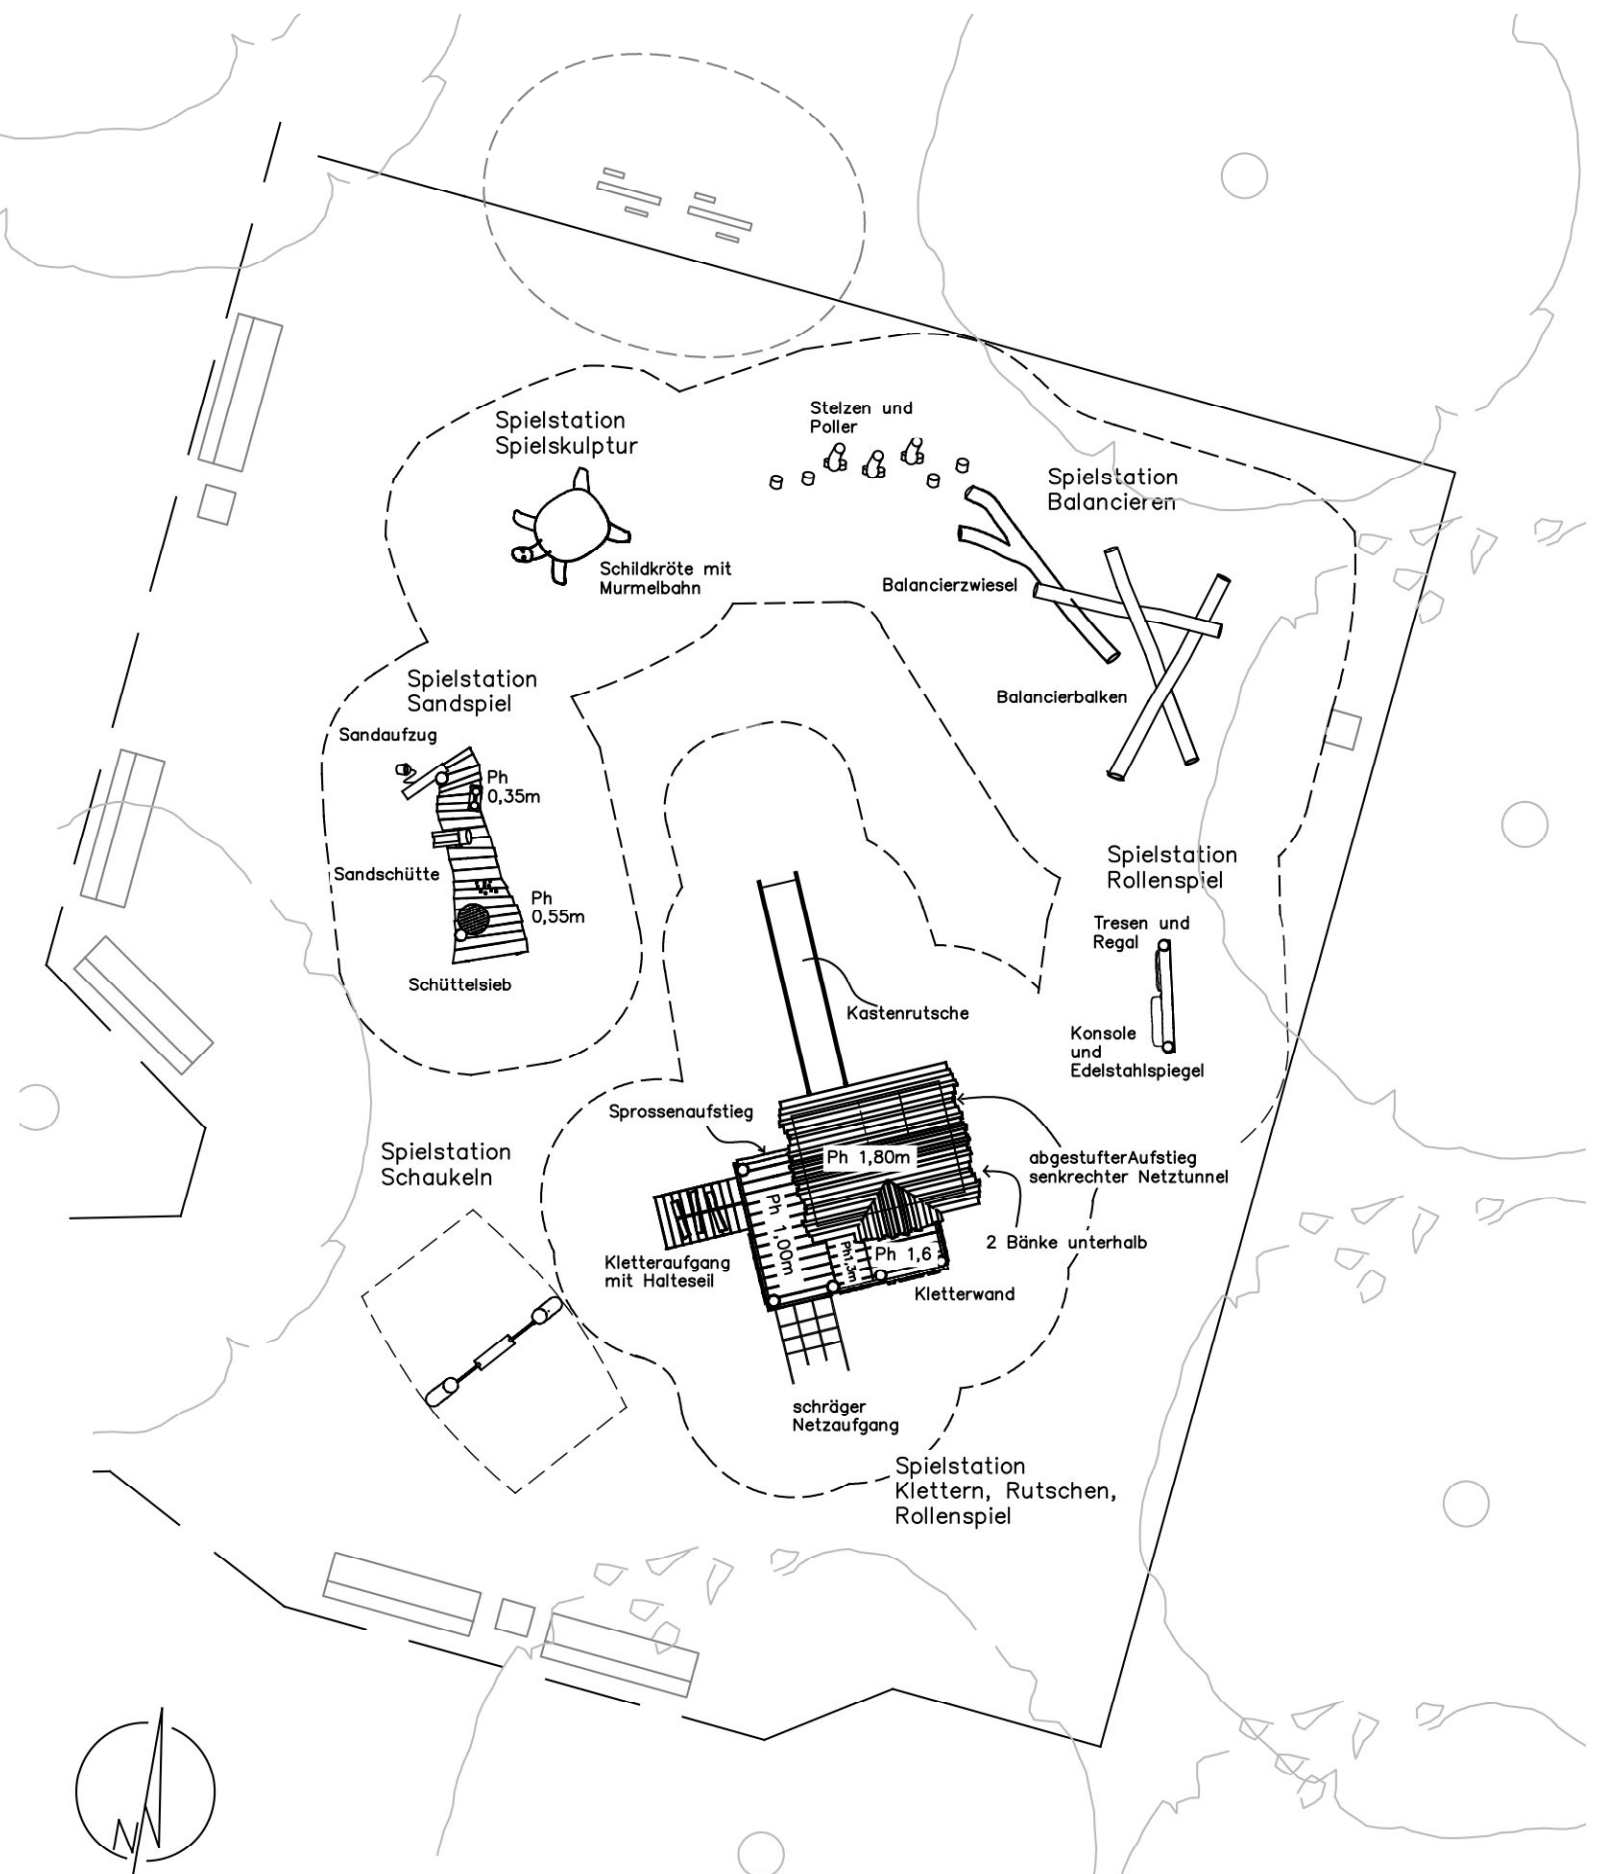 Stelzen und
Poller
Spielstation
Spielskulptur
Spielstation
Balancieren
Schildkröte mit
Murmelbahn
Balancierzwiesel
Spielstation
Sandspiel
Balancierbalken
Sandaufzug
Ph
0,35m
Sandschütte
Spielstation
Rollenspiel
Ph
0,55m
Tresen und
Regal
Schüttelsieb
Kastenrutsche
Konsole
und
Edelstahlspiegel
Sprossenaufstieg
Spielstation
Schaukeln
Ph 1,80m
abgestufterAufstieg
senkrechter Netztunnel
Ph 1,00m
2 Bänke unterhalb
Ph1,3m
Ph 1,6
Kletteraufgang
mit Halteseil
Kletterwand
schräger
Netzaufgang
Spielstation
Klettern, Rutschen,
Rollenspiel
N